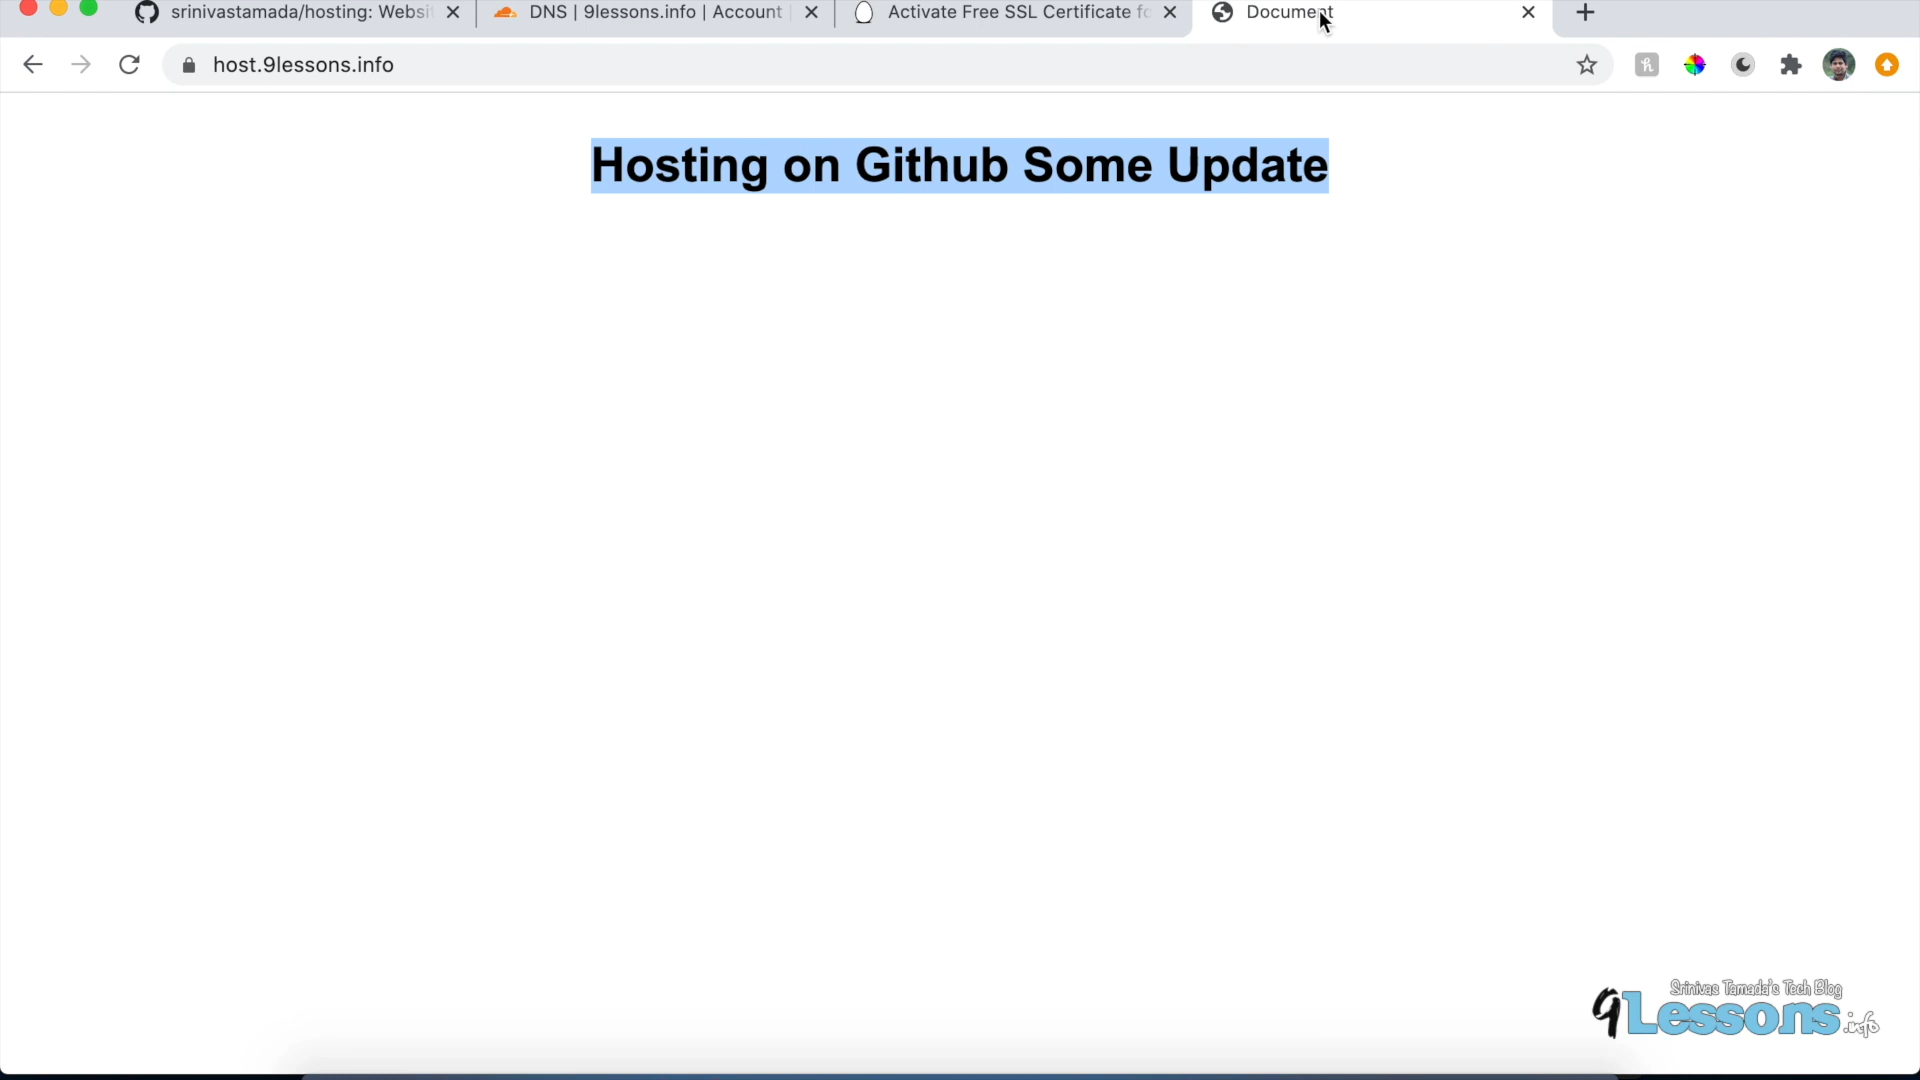 srinivastamada/hosting: Websi
DNS | 9lessons.info | Account
Activate Free SSL Certificate fo
Document
host.9lessons.info
Hosting on Github Some Update
Srinivas Tamada's Tech Blog
9Lessons.info